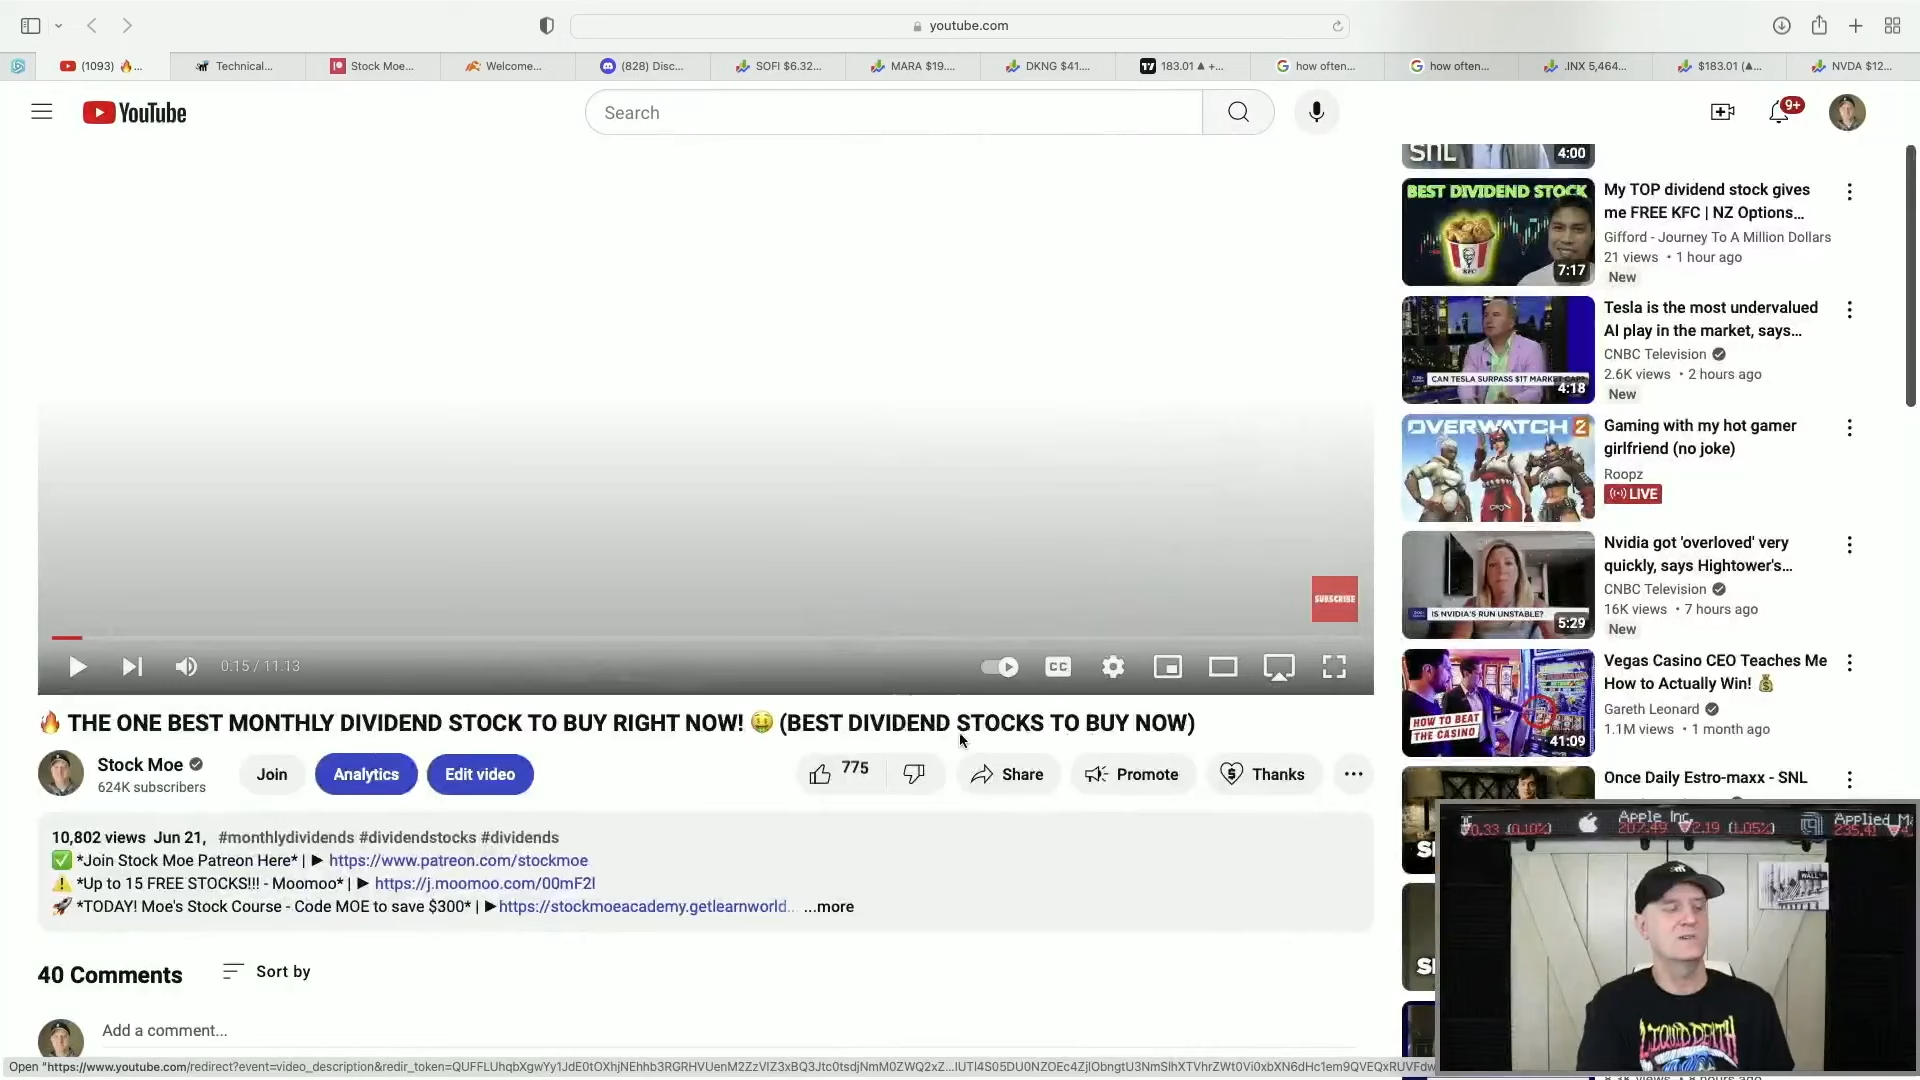 youtube.com
(1093) 🔥...
Technical...
Stock Moe...
Welcome...
(828) Disc...
SOFI $6.32...
MARA $19....
DKNG $41....
183.01 ▲ +...
how often...
how often...
.INX 5,464...
$183.01 (▲...
NVDA $12...
YouTube
Search
9+
SNL
4:00
BEST DIVIDEND STOCK
KFC
7:17
My TOP dividend stock gives
me FREE KFC | NZ Options...
Gifford - Journey To A Million Dollars
21 views • 1 hour ago
New
CAN TESLA SURPASS $1T MARKET CAP?
4:18
Tesla is the most undervalued
AI play in the market, says...
CNBC Television
2.6K views • 2 hours ago
New
OVERWATCH 2
Gaming with my hot gamer
girlfriend (no joke)
Roopz
LIVE
IS NVIDIA'S RUN UNSTABLE?
5:29
Nvidia got 'overloved' very
quickly, says Hightower's...
CNBC Television
16K views • 7 hours ago
New
HOW TO BEAT
THE CASINO
41:09
Vegas Casino CEO Teaches Me
How to Actually Win! 💰
Gareth Leonard
1.1M views • 1 month ago
Once Daily Estro-maxx - SNL
SUBSCRIBE
0:15 / 11:13
CC
🔥 THE ONE BEST MONTHLY DIVIDEND STOCK TO BUY RIGHT NOW! 🤑 (BEST DIVIDEND STOCKS TO BUY NOW)
Stock Moe
624K subscribers
Join
Analytics
Edit video
775
Share
Promote
Thanks
10,802 views Jun 21, #monthlydividends #dividendstocks #dividends
✅ *Join Stock Moe Patreon Here* | ► https://www.patreon.com/stockmoe
⚠️ *Up to 15 FREE STOCKS!!! - Moomoo* | ► https://j.moomoo.com/00mF2I
🚀 *TODAY! Moe's Stock Course - Code MOE to save $300* | ►https://stockmoeacademy.getlearnworld... ...more
40 Comments
Sort by
Add a comment...
Apple Inc.
207.49 ▼2.19 (1.05%)
0.33 (0.10%)
Applied Ma
235.41
WALL
LIQUID DEATH